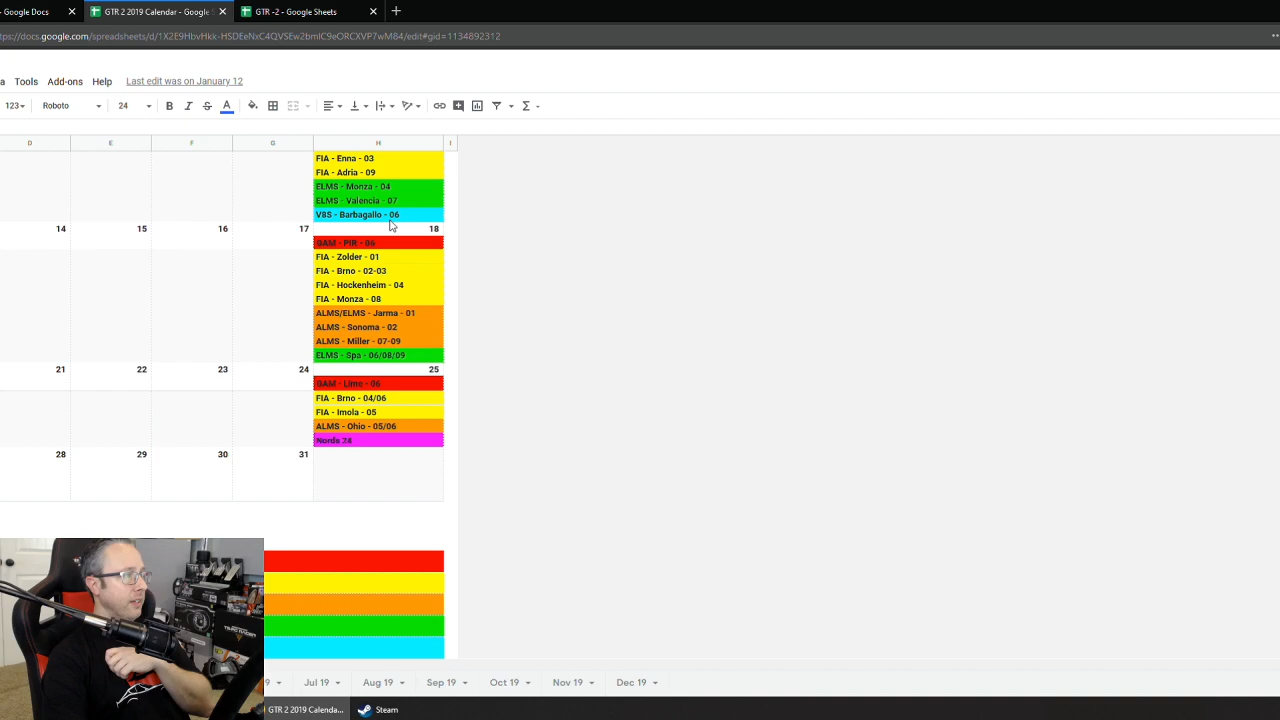 - Google Docs
GTR 2 2019 Calendar - Google S
GTR -2 - Google Sheets
ttps://docs.google.com/spreadsheets/d/1X2E9HbvHkk-HSDEeNxC4QVSEw2bmIC9eORCXVP7wM84/edit#gid=1134892312
a Tools Add-ons Help Last edit was on January 12
123 Roboto 24 B I S A
D E F G H I
FIA - Enna - 03
FIA - Adria - 09
ELMS - Monza - 04
ELMS - Valencia - 07
V8S - Barbagallo - 06
14 15 16 17 18
GAM - PIR - 06
FIA - Zolder - 01
FIA - Brno - 02-03
FIA - Hockenheim - 04
FIA - Monza - 08
ALMS/ELMS - Jarma - 01
ALMS - Sonoma - 02
ALMS - Miller - 07-09
ELMS - Spa - 06/08/09
21 22 23 24 25
GAM - Lime - 06
FIA - Brno - 04/06
FIA - Imola - 05
ALMS - Ohio - 05/06
Nords 24
28 29 30 31
9 Jul 19 Aug 19 Sep 19 Oct 19 Nov 19 Dec 19
GTR 2 2019 Calenda...
Steam